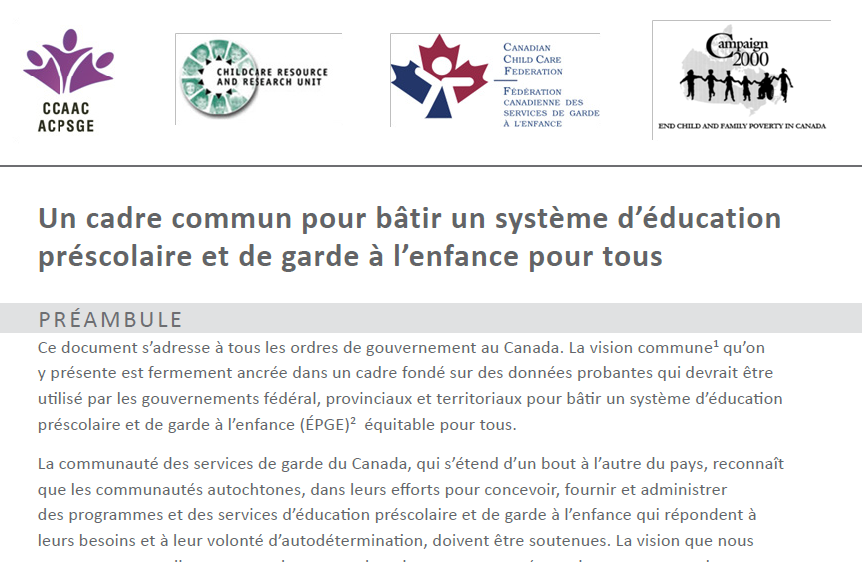 CCAAC
ACPSGE
CHILDCARE RESOURCE
AND RESEARCH UNIT
CANADIAN
CHILD CARE
FEDERATION
FÉDÉRATION
CANADIENNE DES
SERVICES DE GARDE
À L'ENFANCE
Campaign
2000
END CHILD AND FAMILY POVERTY IN CANADA
Un cadre commun pour bâtir un système d’éducation
préscolaire et de garde à l’enfance pour tous
PRÉAMBULE
Ce document s’adresse à tous les ordres de gouvernement au Canada. La vision commune¹ qu’on
y présente est fermement ancrée dans un cadre fondé sur des données probantes qui devrait être
utilisé par les gouvernements fédéral, provinciaux et territoriaux pour bâtir un système d’éducation
préscolaire et de garde à l’enfance (ÉPGE)² équitable pour tous.
La communauté des services de garde du Canada, qui s’étend d’un bout à l’autre du pays, reconnaît
que les communautés autochtones, dans leurs efforts pour concevoir, fournir et administrer
des programmes et des services d’éducation préscolaire et de garde à l’enfance qui répondent à
leurs besoins et à leur volonté d’autodétermination, doivent être soutenues. La vision que nous